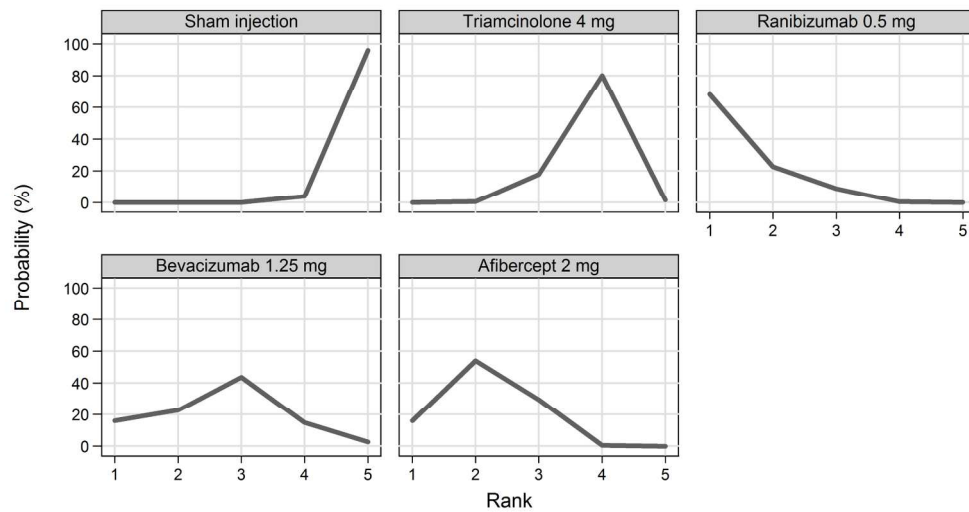 Sham injection
Triamcinolone 4 mg
Ranibizumab 0.5 mg
100
80
60
40
20
0
1 2 3 4 5
Bevacizumab 1.25 mg
Afibercept 2 mg
100
80
60
40
20
0
1 2 3 4 5
1 2 3 4 5
Probability (%)
Rank